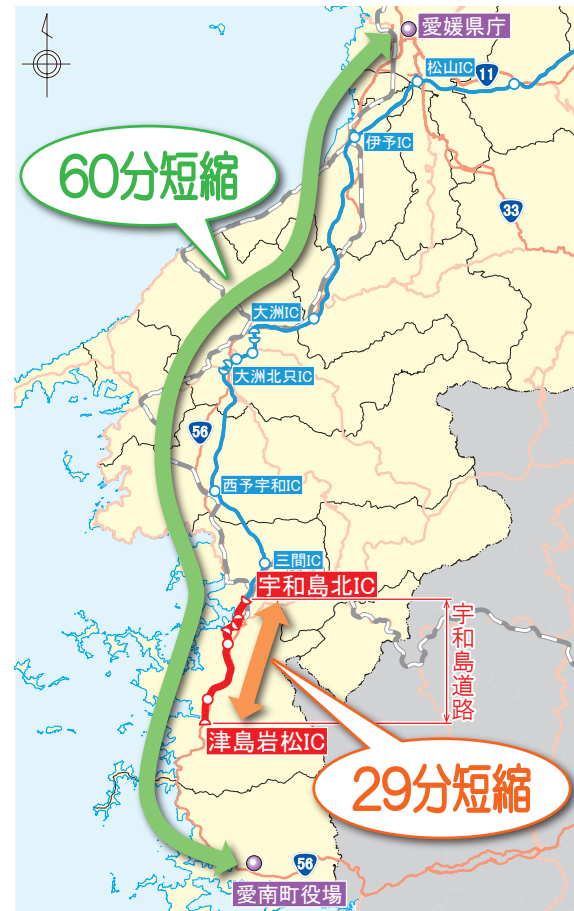 愛媛県庁
松山IC
11
伊予IC
60分短縮
33
大洲IC
大洲北只IC
56
西予宇和IC
三間IC
宇和島北IC
宇和島道路
津島岩松IC
29分短縮
56
愛南町役場